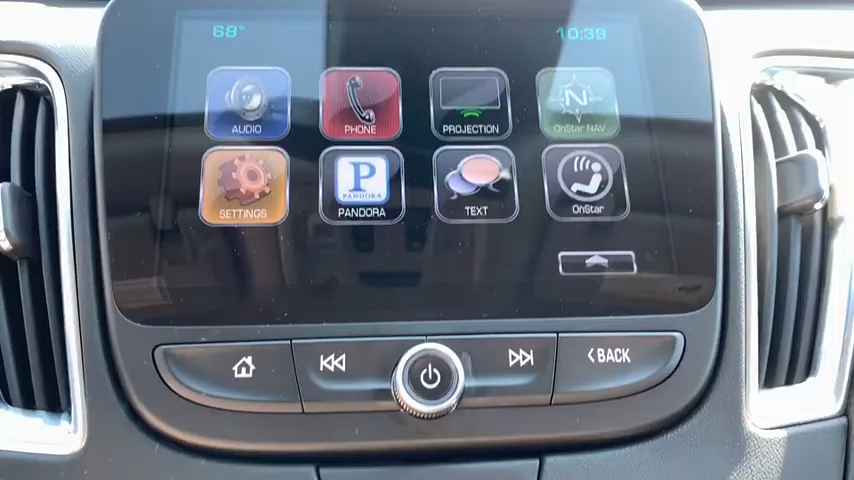 68°
10:39
AUDIO
PHONE
PROJECTION
N
OnStar NAV
SETTINGS
P
PANDORA
PANDORA
TEXT
OnStar
<BACK